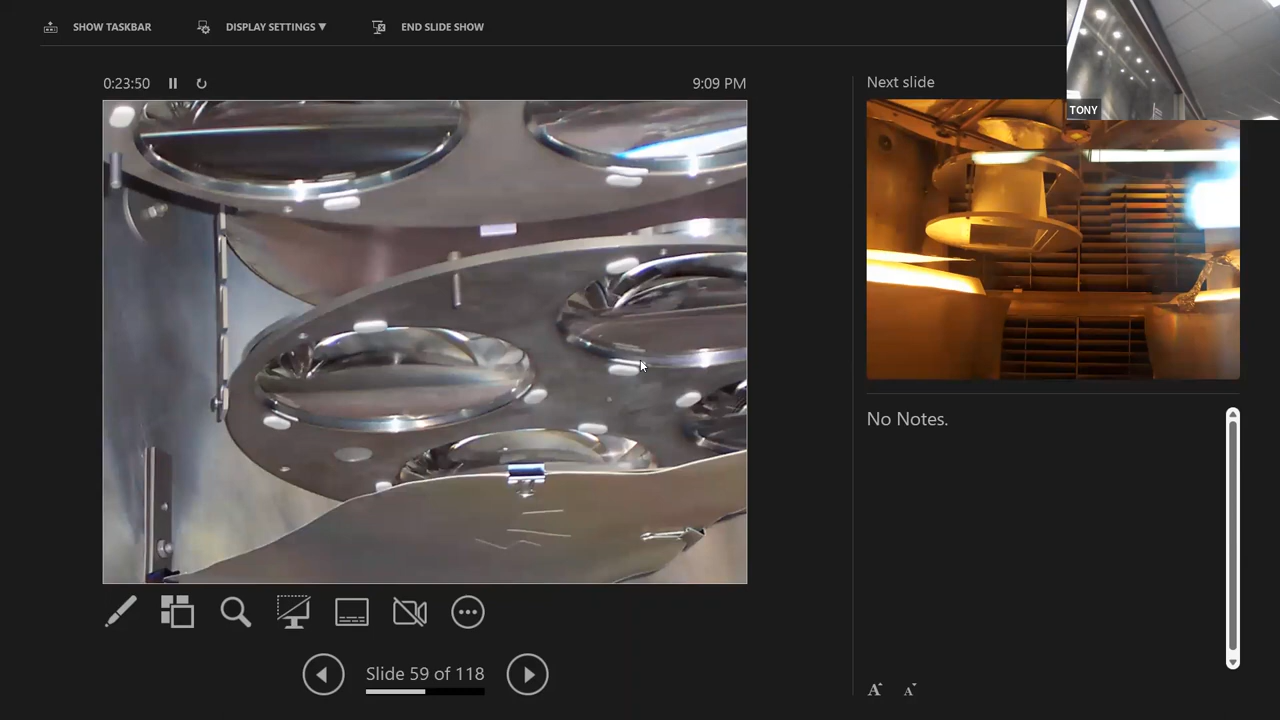 SHOW TASKBAR
DISPLAY SETTINGS ▼
END SLIDE SHOW
0:23:50
9:09 PM
Next slide
TONY
No Notes.
Slide 59 of 118
A A